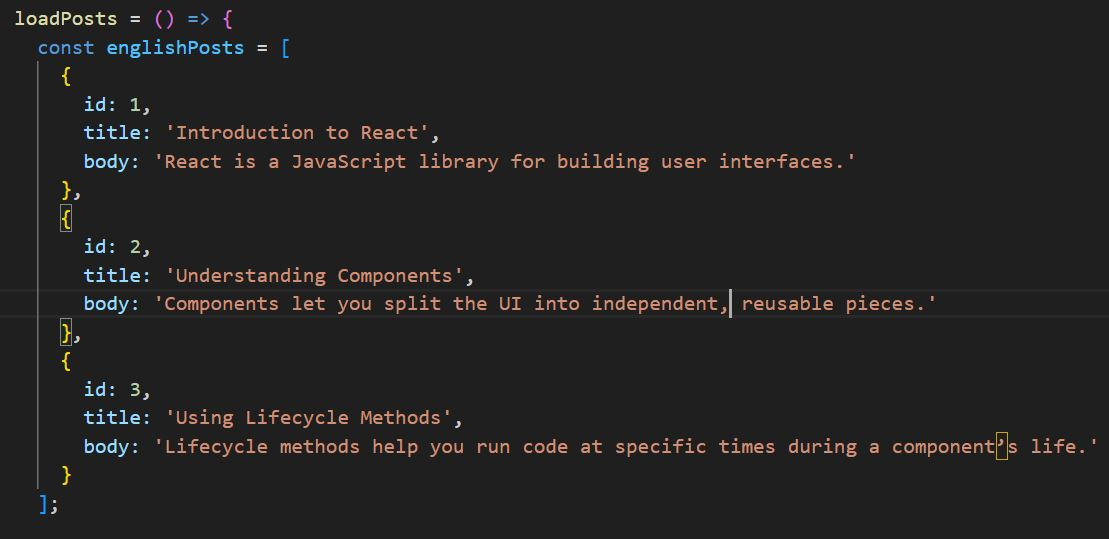 loadPosts = () => {
  const englishPosts = [
    {
      id: 1,
      title: 'Introduction to React',
      body: 'React is a JavaScript library for building user interfaces.'
    },
    {
      id: 2,
      title: 'Understanding Components',
      body: 'Components let you split the UI into independent, reusable pieces.'
    },
    {
      id: 3,
      title: 'Using Lifecycle Methods',
      body: 'Lifecycle methods help you run code at specific times during a component’s life.'
    }
  ];